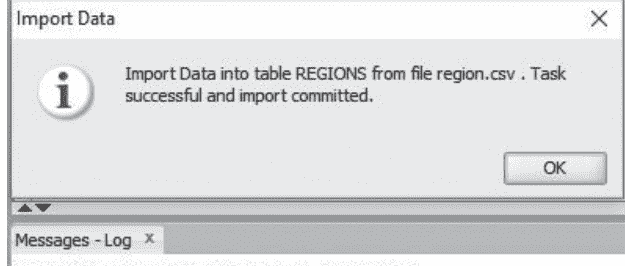 Import Data
Import Data into table REGIONS from file region.csv . Task
successful and import committed.
OK
Messages - Log